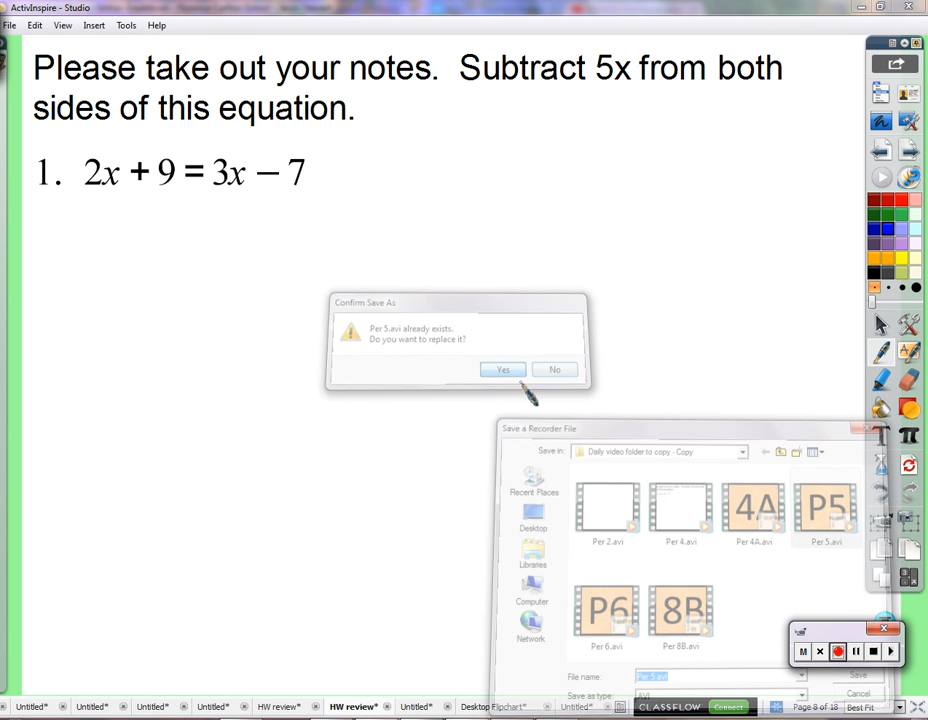 ActivInspire - Studio
File Edit View Insert Tools Help
Please take out your notes. Subtract 5x from both
sides of this equation.
1. 2x + 9 = 3x − 7
Confirm Save As
Per 5.avi already exists.
Do you want to replace it?
Yes No
Save a Recorder File
Save in: Daily video folder to copy - Copy
Recent Places
Desktop
Libraries
Computer
Network
4A P5
Per 2.avi Per 4.avi Per 4A.avi Per 5.avi
P6 8B
Per 6.avi Per 8B.avi
M
File name: Per 5.avi Save
Save as type: AVI Cancel
Untitled* Untitled* Untitled* Untitled* HW review* HW review* Untitled* Desktop Flipchart* Untitled* CLASSFLOW Connect Page 8 of 18 Best Fit